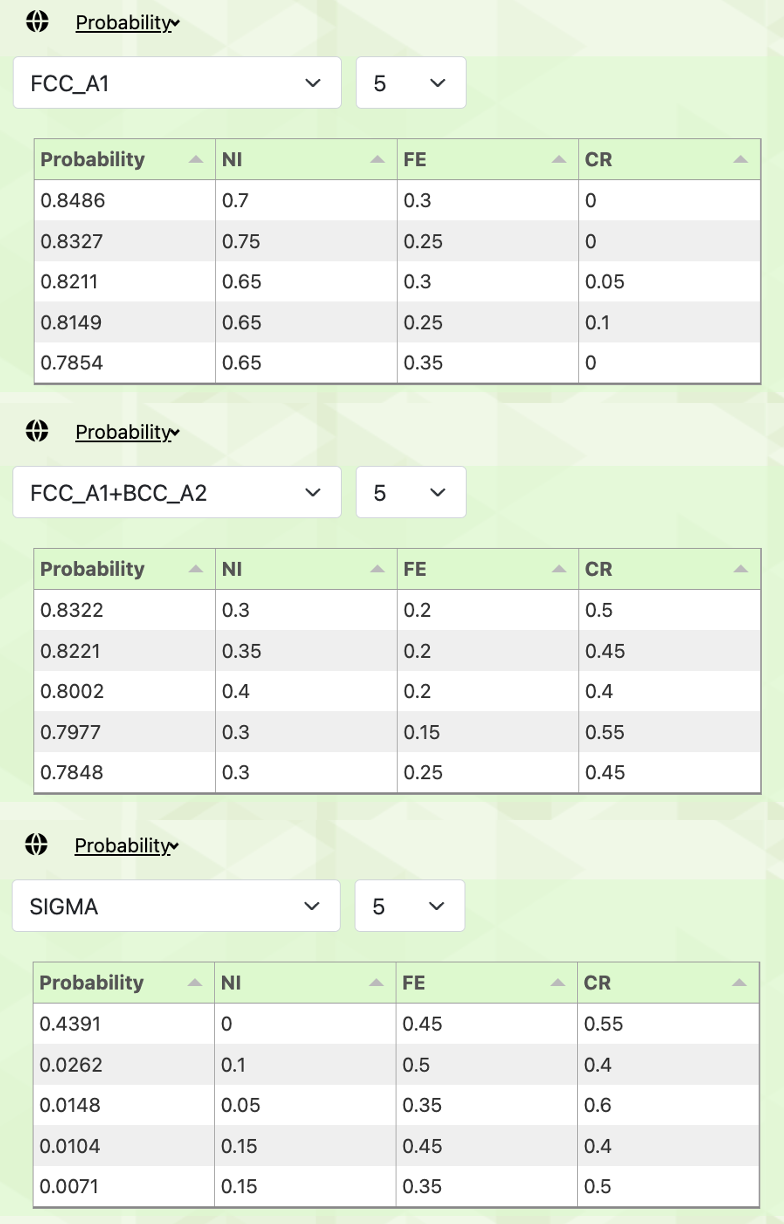 Probability
FCC_A1 5
Probability NI FE CR
0.8486 0.7 0.3 0
0.8327 0.75 0.25 0
0.8211 0.65 0.3 0.05
0.8149 0.65 0.25 0.1
0.7854 0.65 0.35 0
Probability
FCC_A1+BCC_A2 5
Probability NI FE CR
0.8322 0.3 0.2 0.5
0.8221 0.35 0.2 0.45
0.8002 0.4 0.2 0.4
0.7977 0.3 0.15 0.55
0.7848 0.3 0.25 0.45
Probability
SIGMA 5
Probability NI FE CR
0.4391 0 0.45 0.55
0.0262 0.1 0.5 0.4
0.0148 0.05 0.35 0.6
0.0104 0.15 0.45 0.4
0.0071 0.15 0.35 0.5